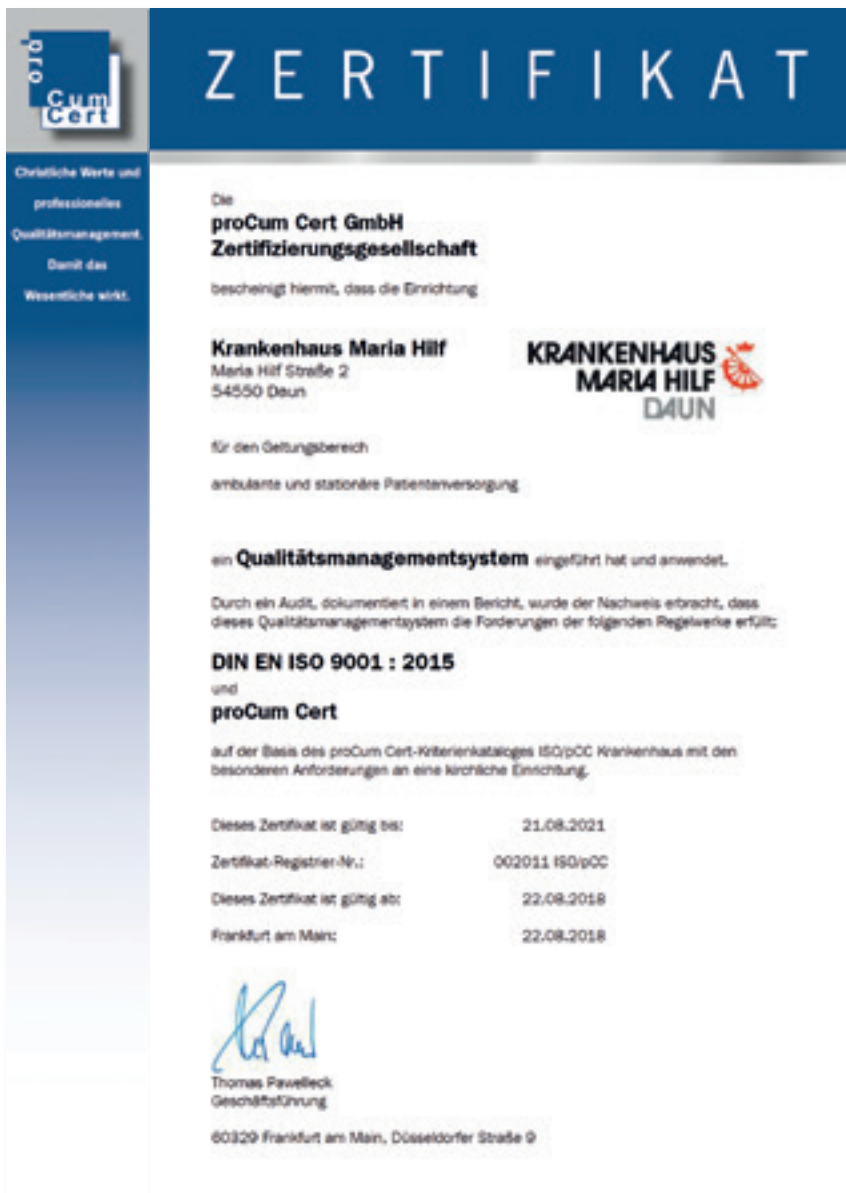 pro
Cum
Cert
ZERTIFIKAT
Christliche Werte und
professionelles
Qualitätsmanagement.
Damit das
Wesentliche wirkt.
Die
proCum Cert GmbH
Zertifizierungsgesellschaft
bescheinigt hiermit, dass die Einrichtung
Krankenhaus Maria Hilf
Maria Hilf Straße 2
54550 Daun
KRANKENHAUS
MARIA HILF
DAUN
für den Geltungsbereich
ambulante und stationäre Patientenversorgung
ein Qualitätsmanagementsystem eingeführt hat und anwendet.
Durch ein Audit, dokumentiert in einem Bericht, wurde der Nachweis erbracht, dass
dieses Qualitätsmanagementsystem die Forderungen der folgenden Regelwerke erfüllt:
DIN EN ISO 9001 : 2015
und
proCum Cert
auf der Basis des proCum Cert-Kriterienkataloges ISO/pCC Krankenhaus mit den
besonderen Anforderungen an eine kirchliche Einrichtung.
Dieses Zertifikat ist gültig bis: 21.08.2021
Zertifikat-Registrier-Nr.: 002011 ISO/pCC
Dieses Zertifikat ist gültig ab: 22.08.2018
Frankfurt am Main: 22.08.2018
Thomas Pawelleck
Geschäftsführung
60329 Frankfurt am Main, Düsseldorfer Straße 9